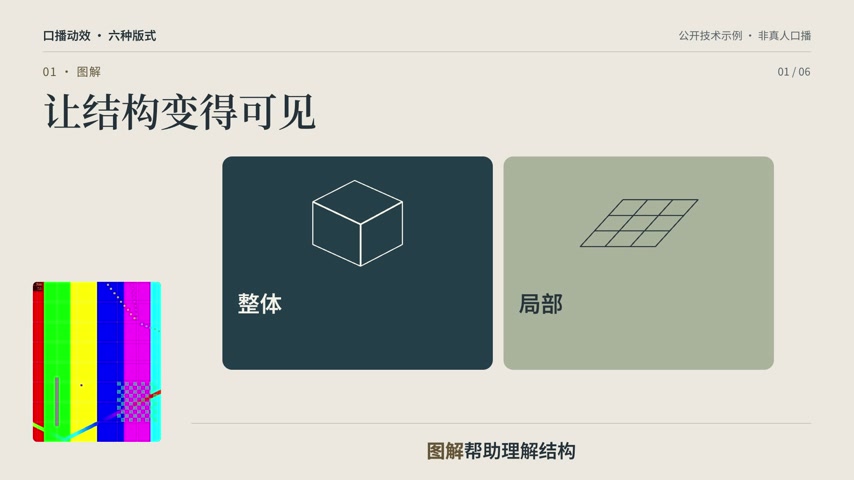 口播动效 · 六种版式
公开技术示例 · 非真人口播
01 · 图解
01 / 06
让结构变得可见
整体
局部
图解帮助理解结构